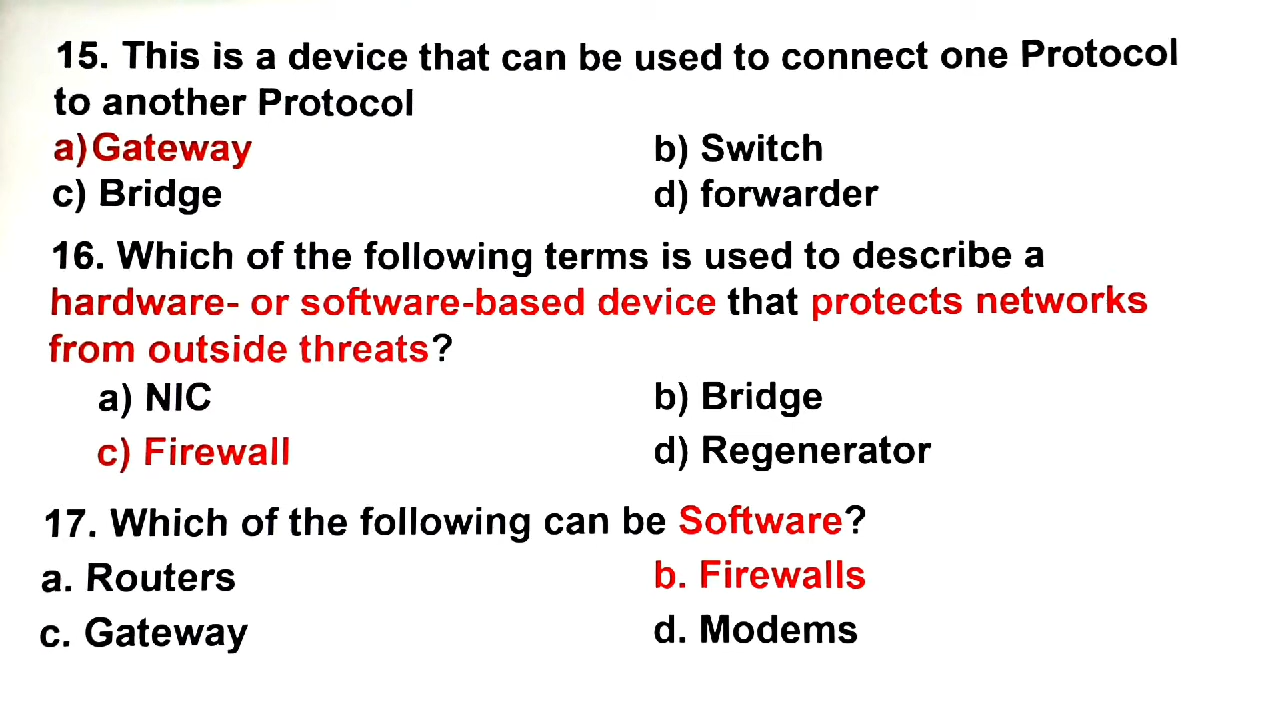 15. This is a device that can be used to connect one Protocol
to another Protocol
a) Gateway b) Switch
c) Bridge d) forwarder
16. Which of the following terms is used to describe a
hardware- or software-based device that protects networks
from outside threats?
a) NIC b) Bridge
c) Firewall d) Regenerator
17. Which of the following can be Software?
a. Routers b. Firewalls
c. Gateway d. Modems